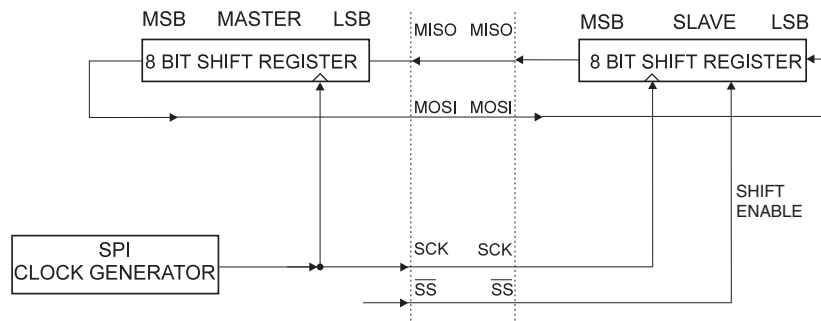 MSB MASTER LSB
MISO MISO
MSB SLAVE LSB
8 BIT SHIFT REGISTER
8 BIT SHIFT REGISTER
MOSI MOSI
SHIFT
ENABLE
SPI
CLOCK GENERATOR
SCK SCK
SS SS